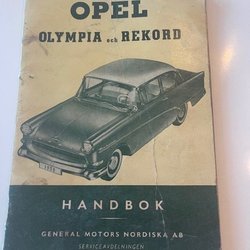 OPEL
OLYMPIA och REKORD
HANDBOK
GENERAL MOTORS NORDISKA AB
SERVICEAVDELNINGEN